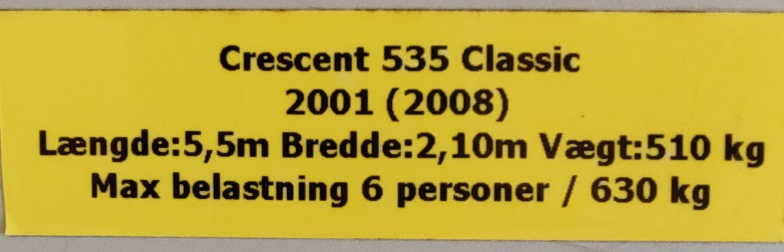 Crescent 535 Classic
2001 (2008)
Længde:5,5m Bredde:2,10m Vægt:510 kg
Max belastning 6 personer / 630 kg